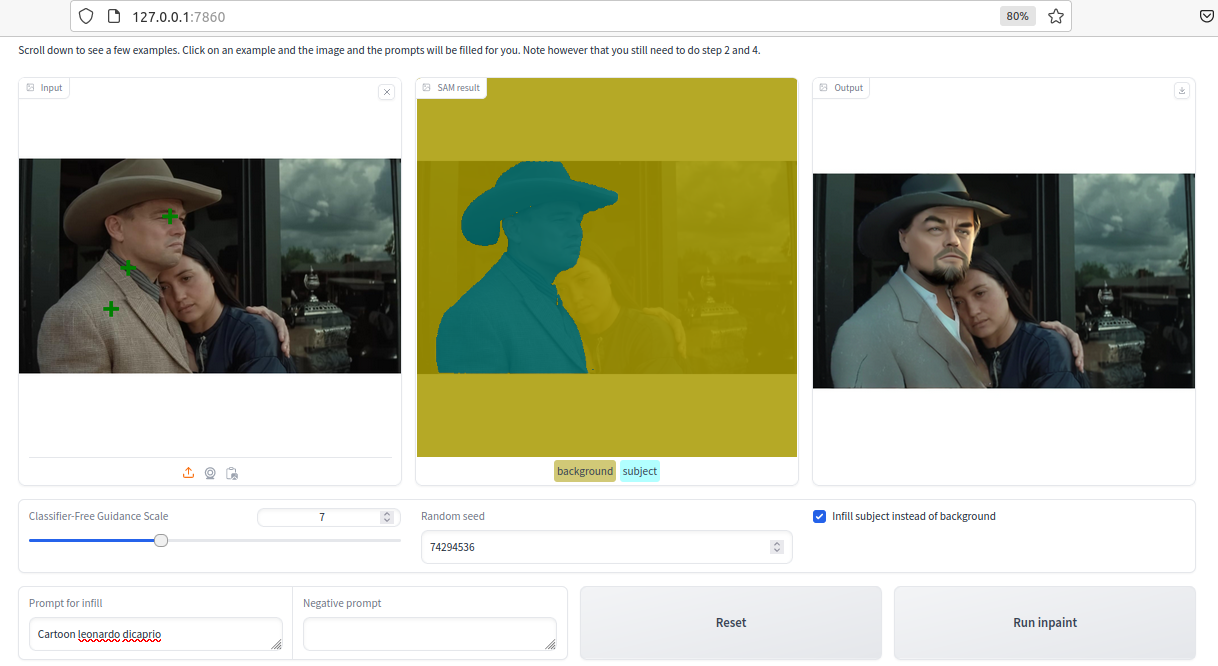 127.0.0.1:7860
80%
Scroll down to see a few examples. Click on an example and the image and the prompts will be filled for you. Note however that you still need to do step 2 and 4.
Input
SAM result
Output
background subject
Classifier-Free Guidance Scale
7
Random seed
74294536
Infill subject instead of background
Prompt for infill
Cartoon leonardo dicaprio
Negative prompt
Reset
Run inpaint